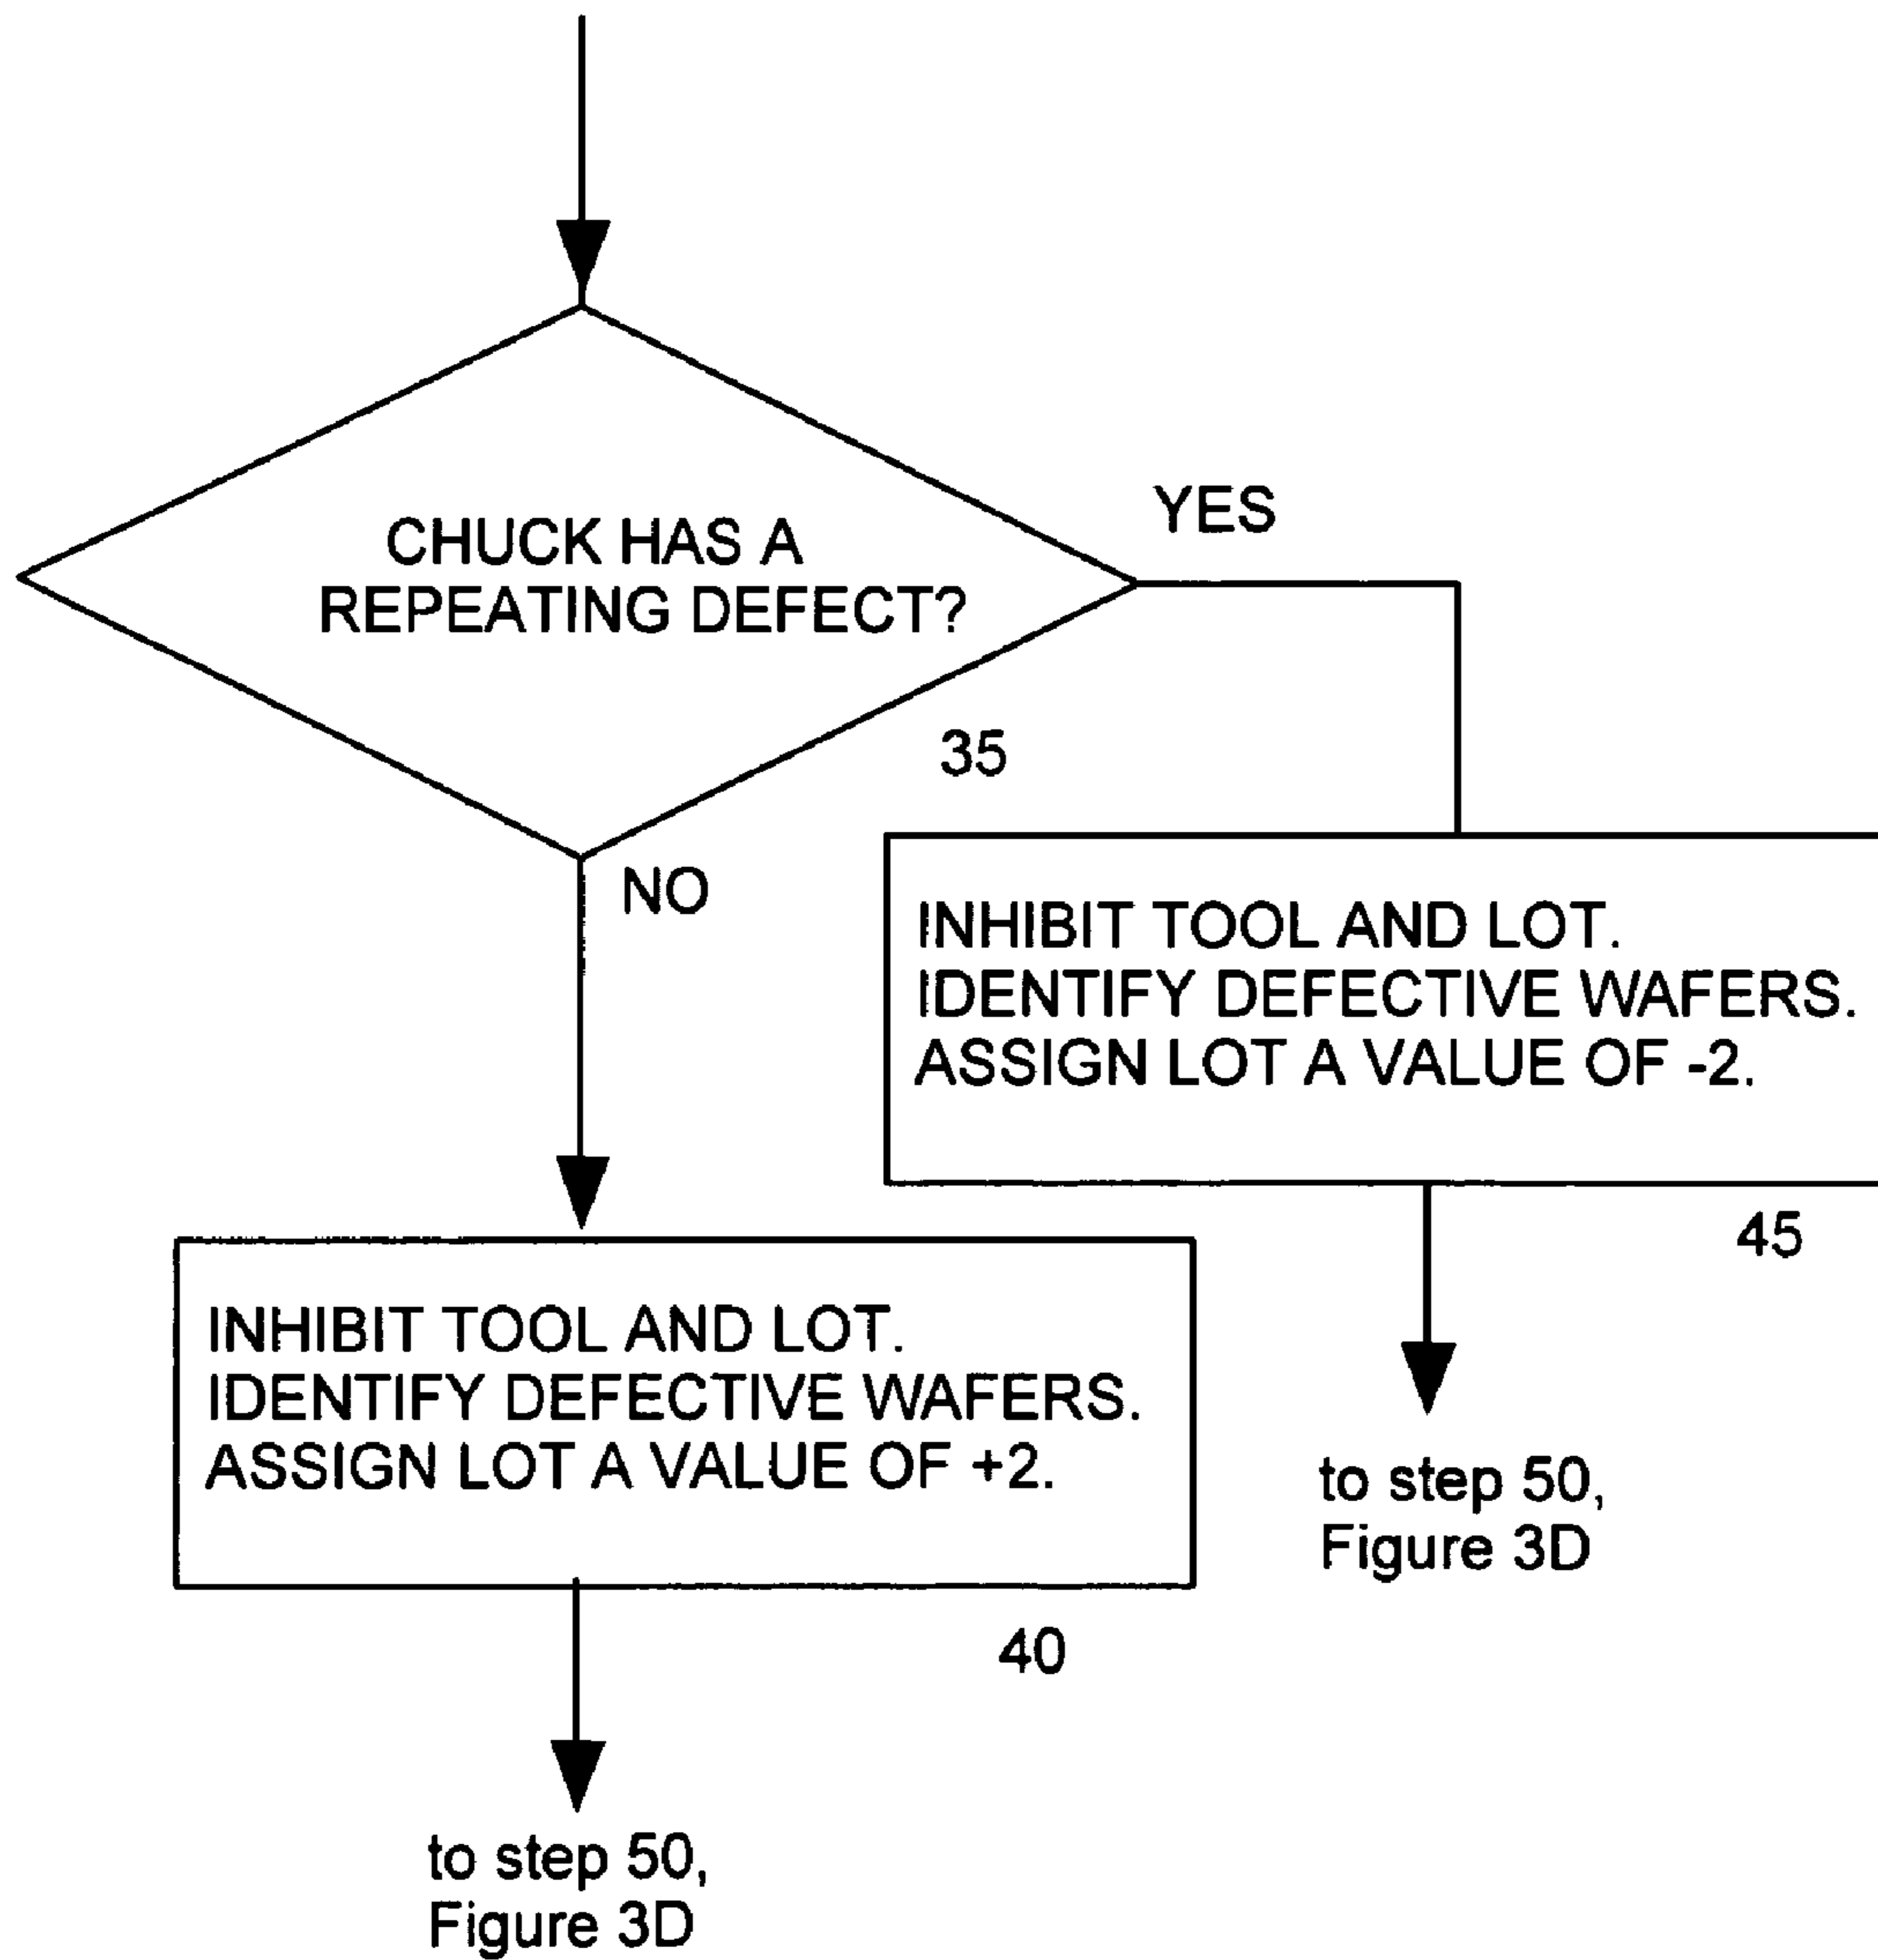 CHUCK HAS A
REPEATING DEFECT?
YES
35
NO
INHIBIT TOOL AND LOT.
IDENTIFY DEFECTIVE WAFERS.
ASSIGN LOT A VALUE OF -2.
45
INHIBIT TOOL AND LOT.
IDENTIFY DEFECTIVE WAFERS.
ASSIGN LOT A VALUE OF +2.
40
to step 50,
Figure 3D
to step 50,
Figure 3D